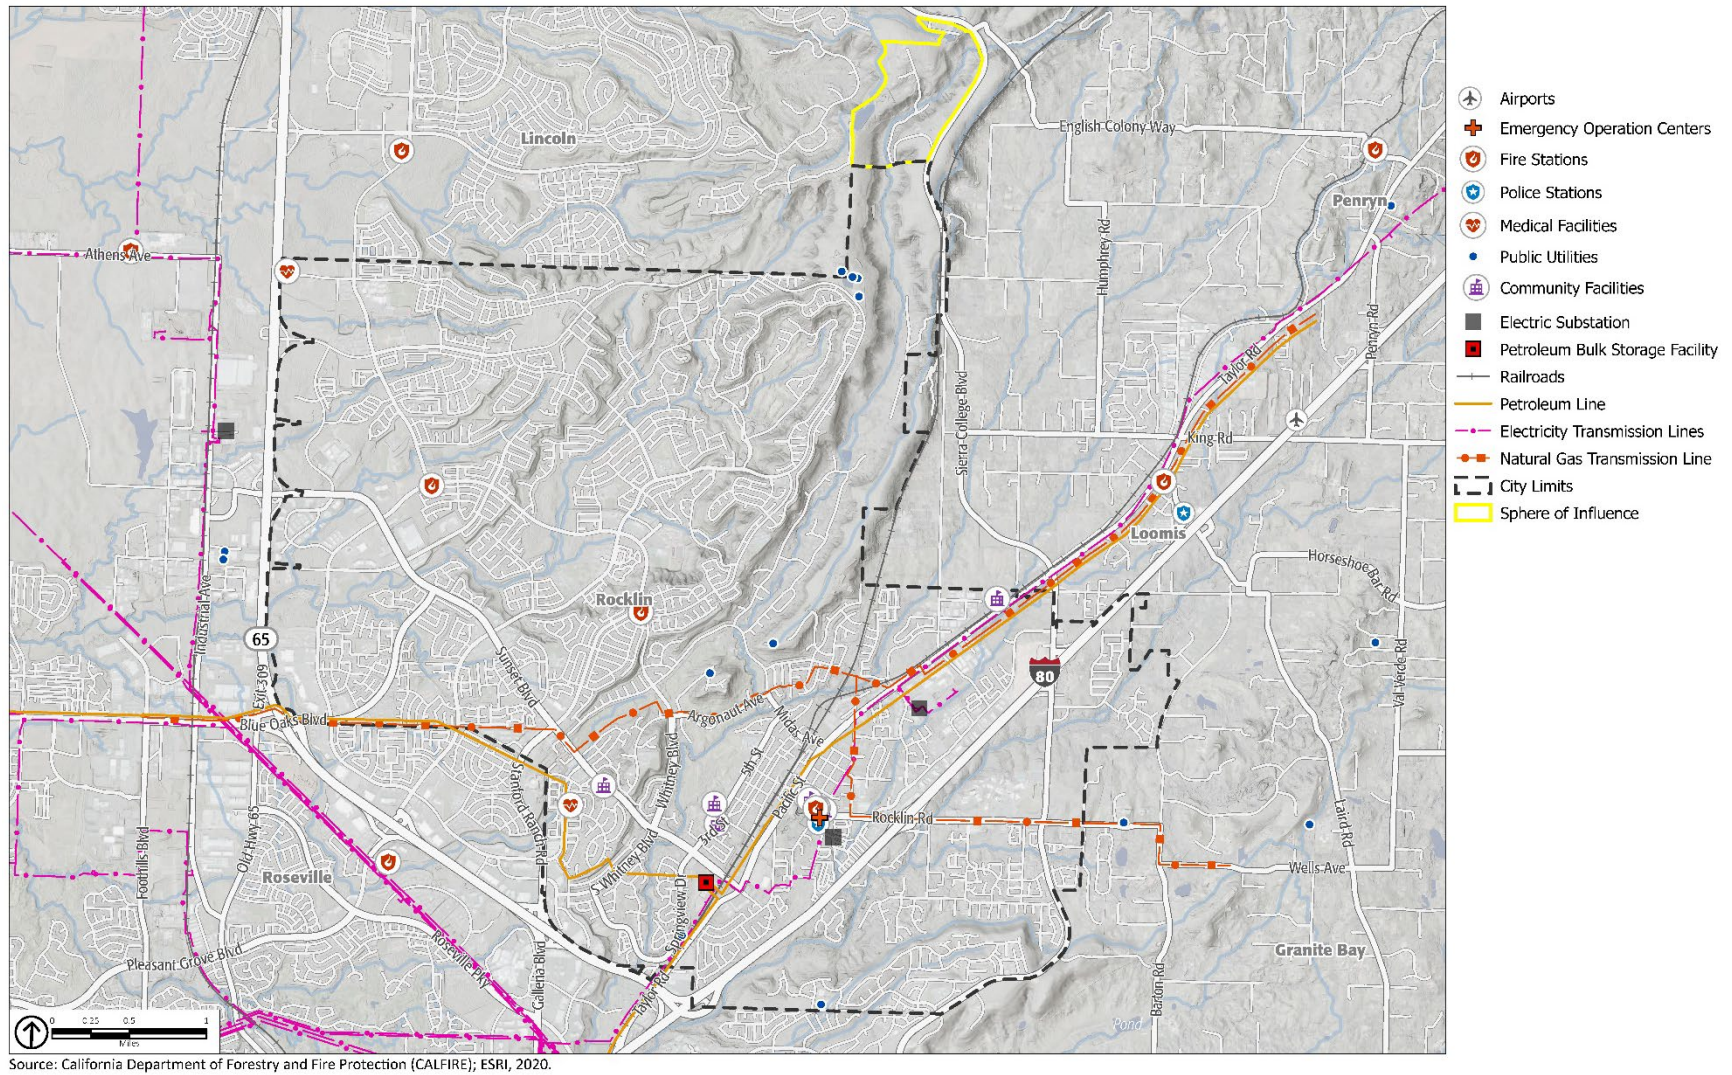 English Colony Way
Lincoln
Penryn
Athens Ave
Humphrey Rd
Penryn Rd
Taylor Rd
Sierra College Blvd
King Rd
Loomis
Horseshoe Bar Rd
Industrial Ave
Rocklin
65
Exit 309
Sunset Blvd
80
Val Verde Rd
Blue Oaks Blvd
Argonaut Ave
Midas Ave
Whitney Blvd
5th St
Stanford Ranch Rd
Pacific St
Rocklin Rd
3rd St
Old Hwy 65
Foothills Blvd
Laird Rd
Roseville
S Whitney Blvd
Wells Ave
Springview Dr
Pleasant Grove Blvd
Roseville Pky
Galleria Blvd
Taylor Rd
Granite Bay
Barton Rd
Pond
0 0.25 0.5 1
Miles
Airports
Emergency Operation Centers
Fire Stations
Police Stations
Medical Facilities
Public Utilities
Community Facilities
Electric Substation
Petroleum Bulk Storage Facility
Railroads
Petroleum Line
Electricity Transmission Lines
Natural Gas Transmission Line
City Limits
Sphere of Influence
Source: California Department of Forestry and Fire Protection (CALFIRE); ESRI, 2020.